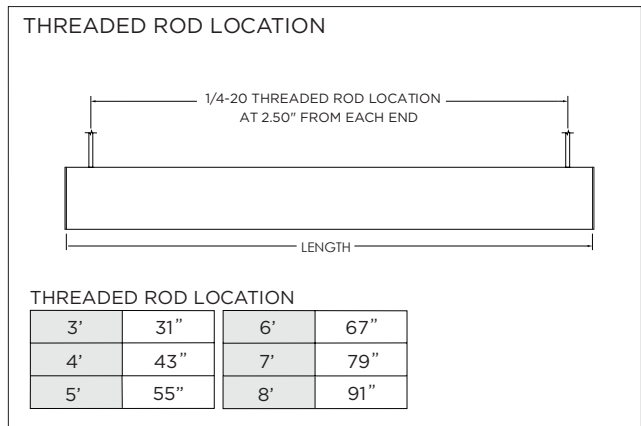 THREADED ROD LOCATION
1/4-20 THREADED ROD LOCATION
AT 2.50" FROM EACH END
LENGTH
THREADED ROD LOCATION
3' 31” 6' 67”
4' 43” 7' 79”
5' 55” 8' 91”